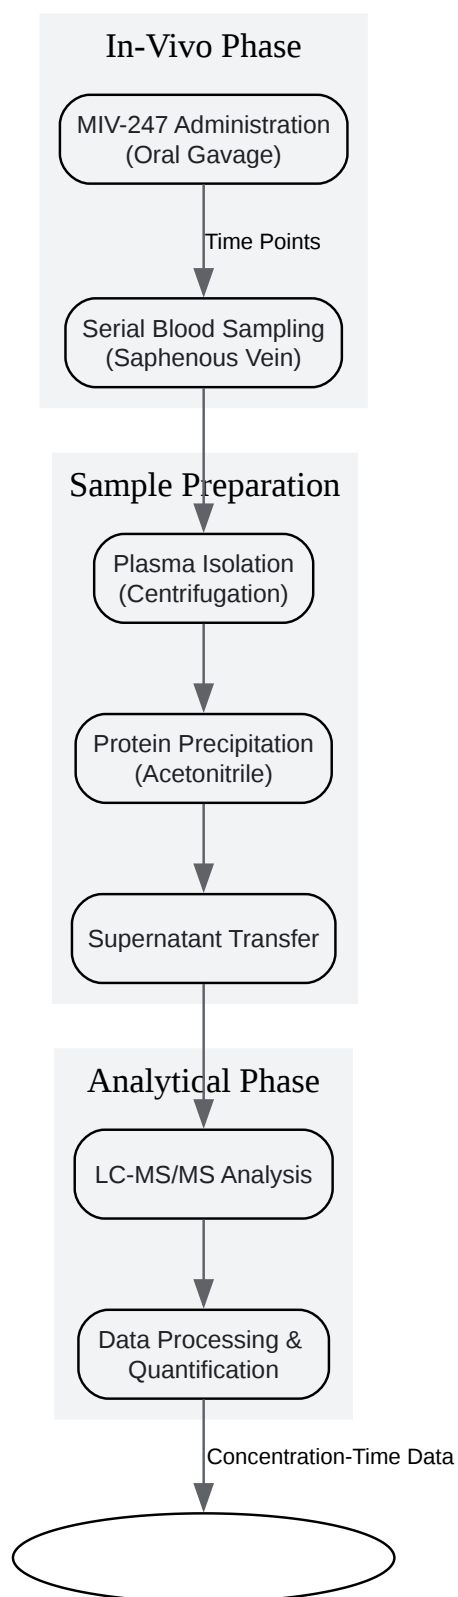 In-Vivo Phase
MIV-247 Administration
(Oral Gavage)
Time Points
Serial Blood Sampling
(Saphenous Vein)
Sample Preparation
Plasma Isolation
(Centrifugation)
Protein Precipitation
(Acetonitrile)
Supernatant Transfer
Analytical Phase
LC-MS/MS Analysis
Data Processing &
Quantification
Concentration-Time Data